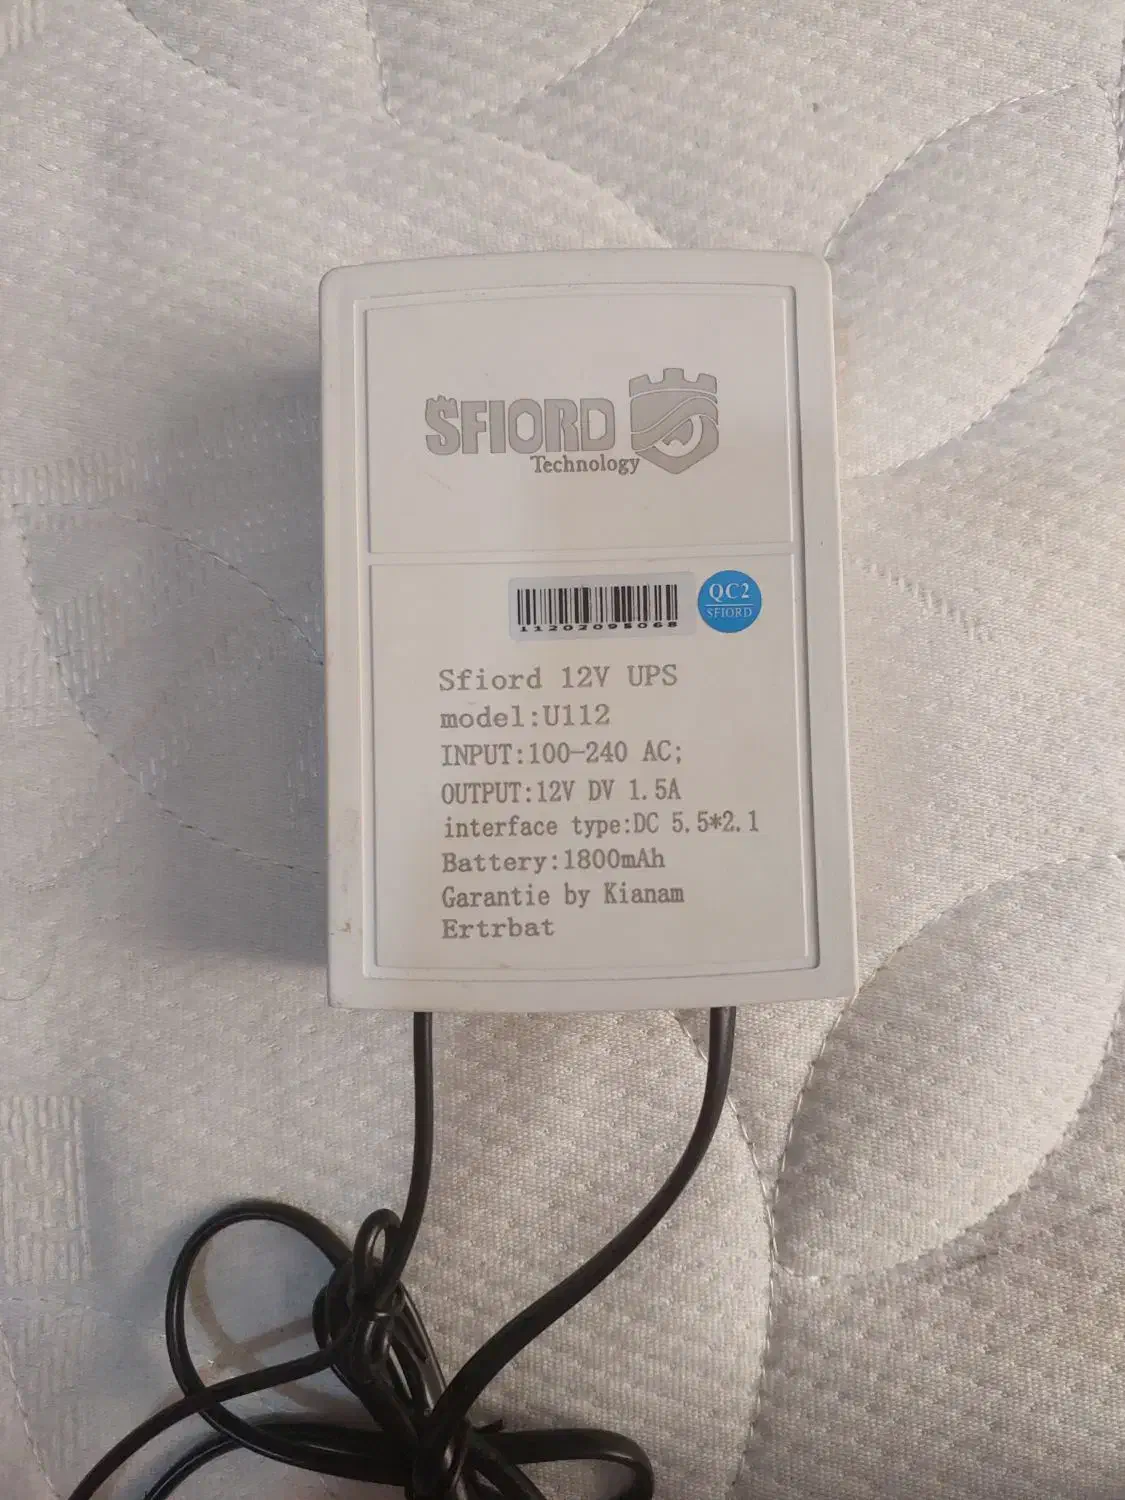 SFIORD
Technology
11202095068
QC2
SFIORD
Sfiord 12V UPS
model:U112
INPUT:100-240 AC;
OUTPUT:12V DV 1.5A
interface type:DC 5.5*2.1
Battery:1800mAh
Garantie by Kianam
Ertrbat